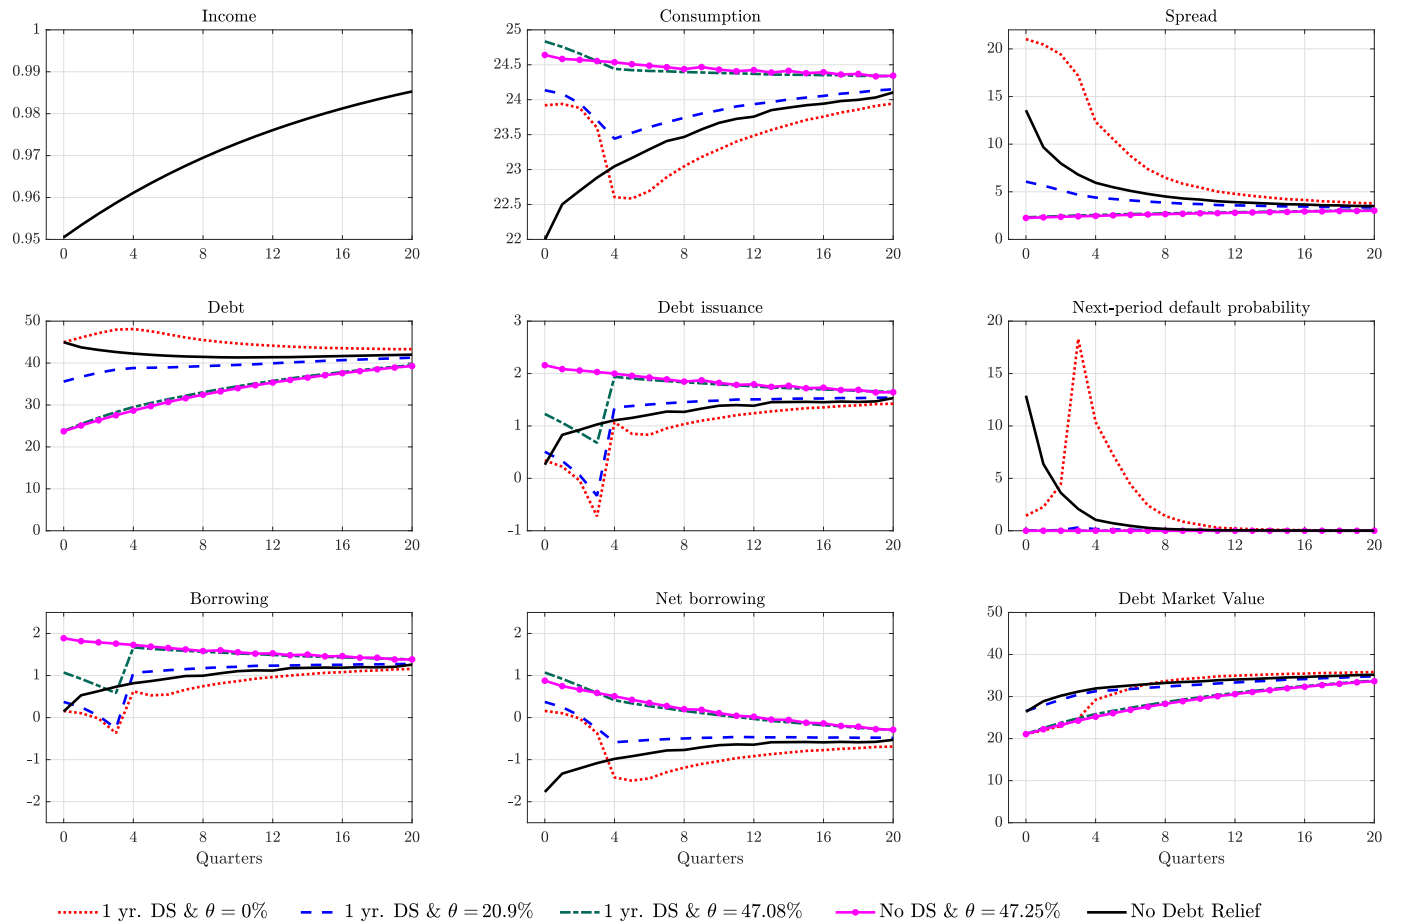 Income
Consumption
Spread
1
0.99
0.98
0.97
0.96
0.95
0 4 8 12 16 20
25
24.5
24
23.5
23
22.5
22
0 4 8 12 16 20
20
15
10
5
0
0 4 8 12 16 20
Debt
Debt issuance
Next-period default probability
50
40
30
20
10
0
0 4 8 12 16 20
3
2
1
0
-1
0 4 8 12 16 20
20
15
10
5
0
0 4 8 12 16 20
Borrowing
Net borrowing
Debt Market Value
2
1
0
-1
-2
0 4 8 12 16 20
Quarters
2
1
0
-1
-2
0 4 8 12 16 20
Quarters
50
40
30
20
10
0
0 4 8 12 16 20
Quarters
1 yr. DS & θ = 0% 1 yr. DS & θ = 20.9% 1 yr. DS & θ = 47.08% No DS & θ = 47.25% No Debt Relief